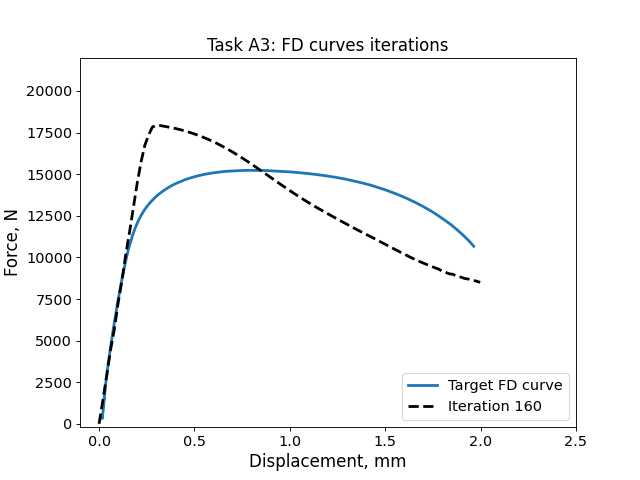 Task A3: FD curves iterations
Force, N
20000
17500
15000
12500
10000
7500
5000
2500
0
0.0 0.5 1.0 1.5 2.0 2.5
Displacement, mm
Target FD curve
Iteration 160